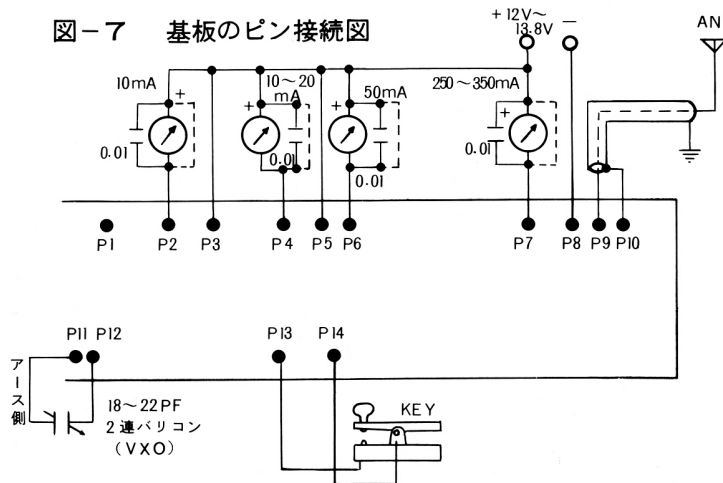 図-7 基板のピン接続図
+12V～
13.8V
－
AN
10mA
10～20
mA
50mA
250～350mA
+
+
+
+
0.01
0.01
0.01
0.01
P1
P2
P3
P4
P5
P6
P7
P8
P9
P10
P11
P12
P13
P14
アース側
18～22PF
2連バリコン
(VXO)
KEY